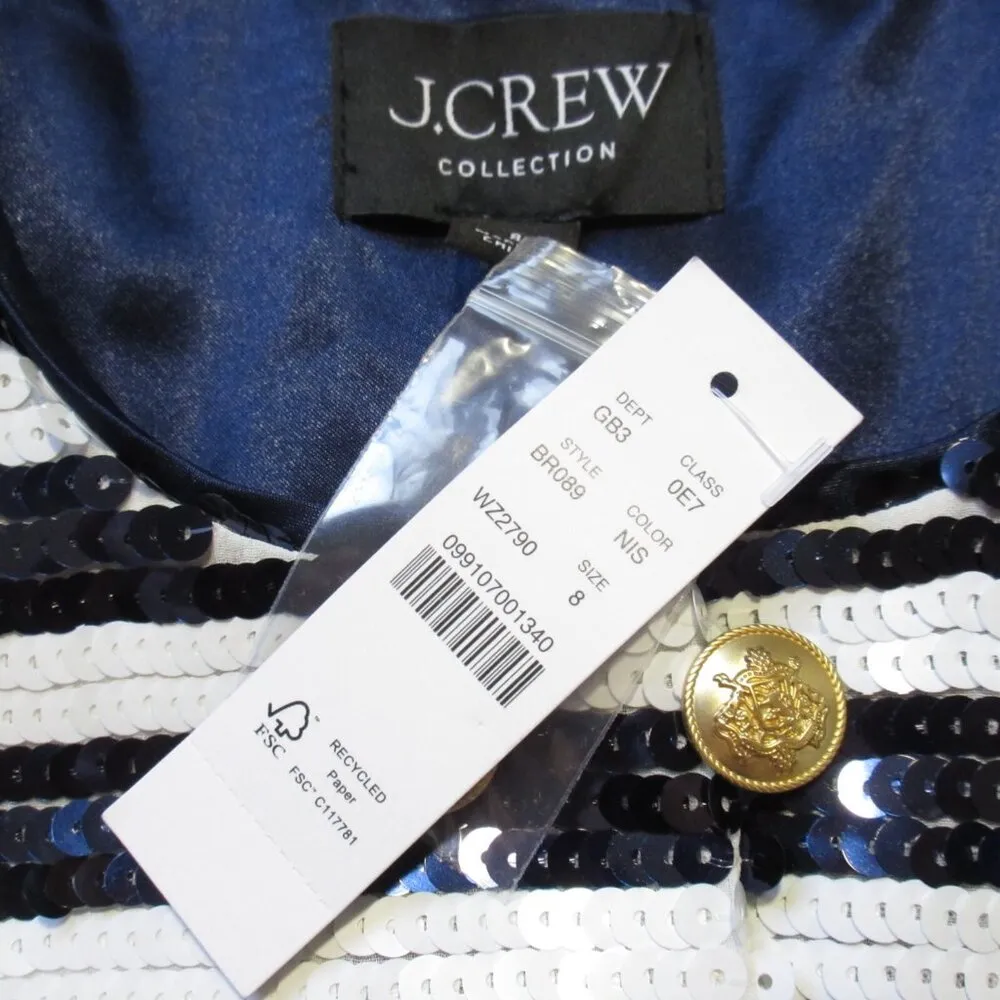 J.CREW
COLLECTION
8
DEPT
GB3
CLASS
0E7
STYLE
BR089
COLOR
NIS
WZ2790
SIZE
8
099107001340
FSC
RECYCLED
Paper
FSC® C117781